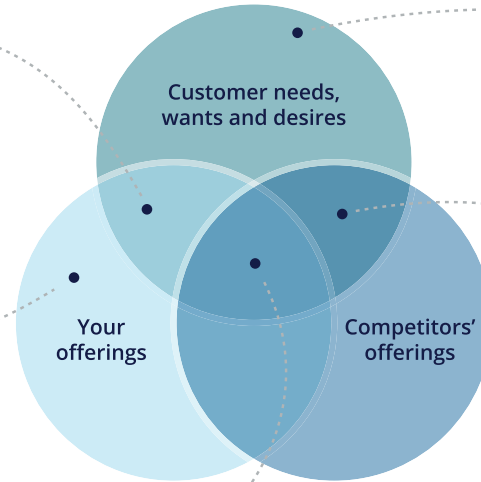 Customer needs,
wants and desires
Your
offerings
Competitors’
offerings